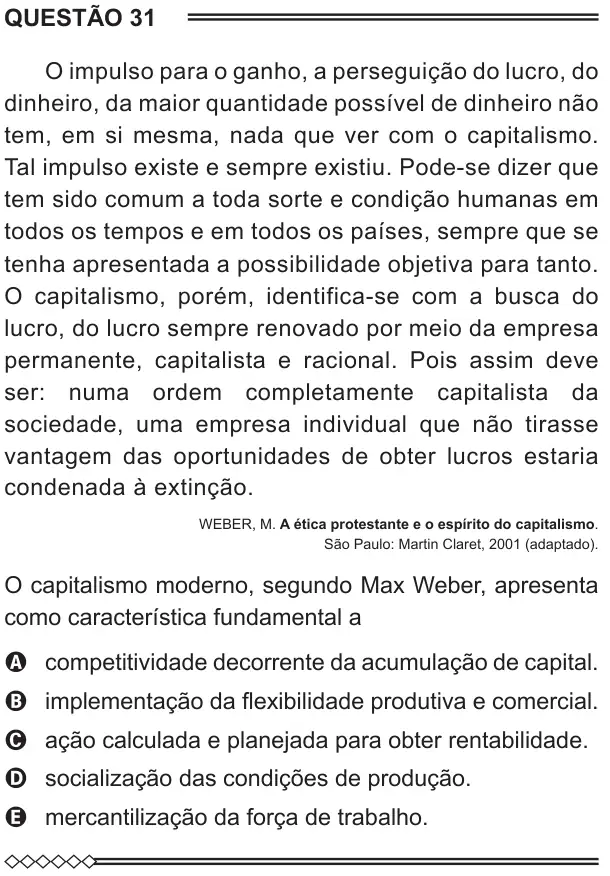 QUESTÃO 31
O impulso para o ganho, a perseguição do lucro, do
dinheiro, da maior quantidade possível de dinheiro não
tem, em si mesma, nada que ver com o capitalismo.
Tal impulso existe e sempre existiu. Pode-se dizer que
tem sido comum a toda sorte e condição humanas em
todos os tempos e em todos os países, sempre que se
tenha apresentada a possibilidade objetiva para tanto.
O capitalismo, porém, identifica-se com a busca do
lucro, do lucro sempre renovado por meio da empresa
permanente, capitalista e racional. Pois assim deve
ser: numa ordem completamente capitalista da
sociedade, uma empresa individual que não tirasse
vantagem das oportunidades de obter lucros estaria
condenada à extinção.
WEBER, M. A ética protestante e o espírito do capitalismo.
São Paulo: Martin Claret, 2001 (adaptado).
O capitalismo moderno, segundo Max Weber, apresenta
como característica fundamental a
A competitividade decorrente da acumulação de capital.
B implementação da flexibilidade produtiva e comercial.
C ação calculada e planejada para obter rentabilidade.
D socialização das condições de produção.
E mercantilização da força de trabalho.